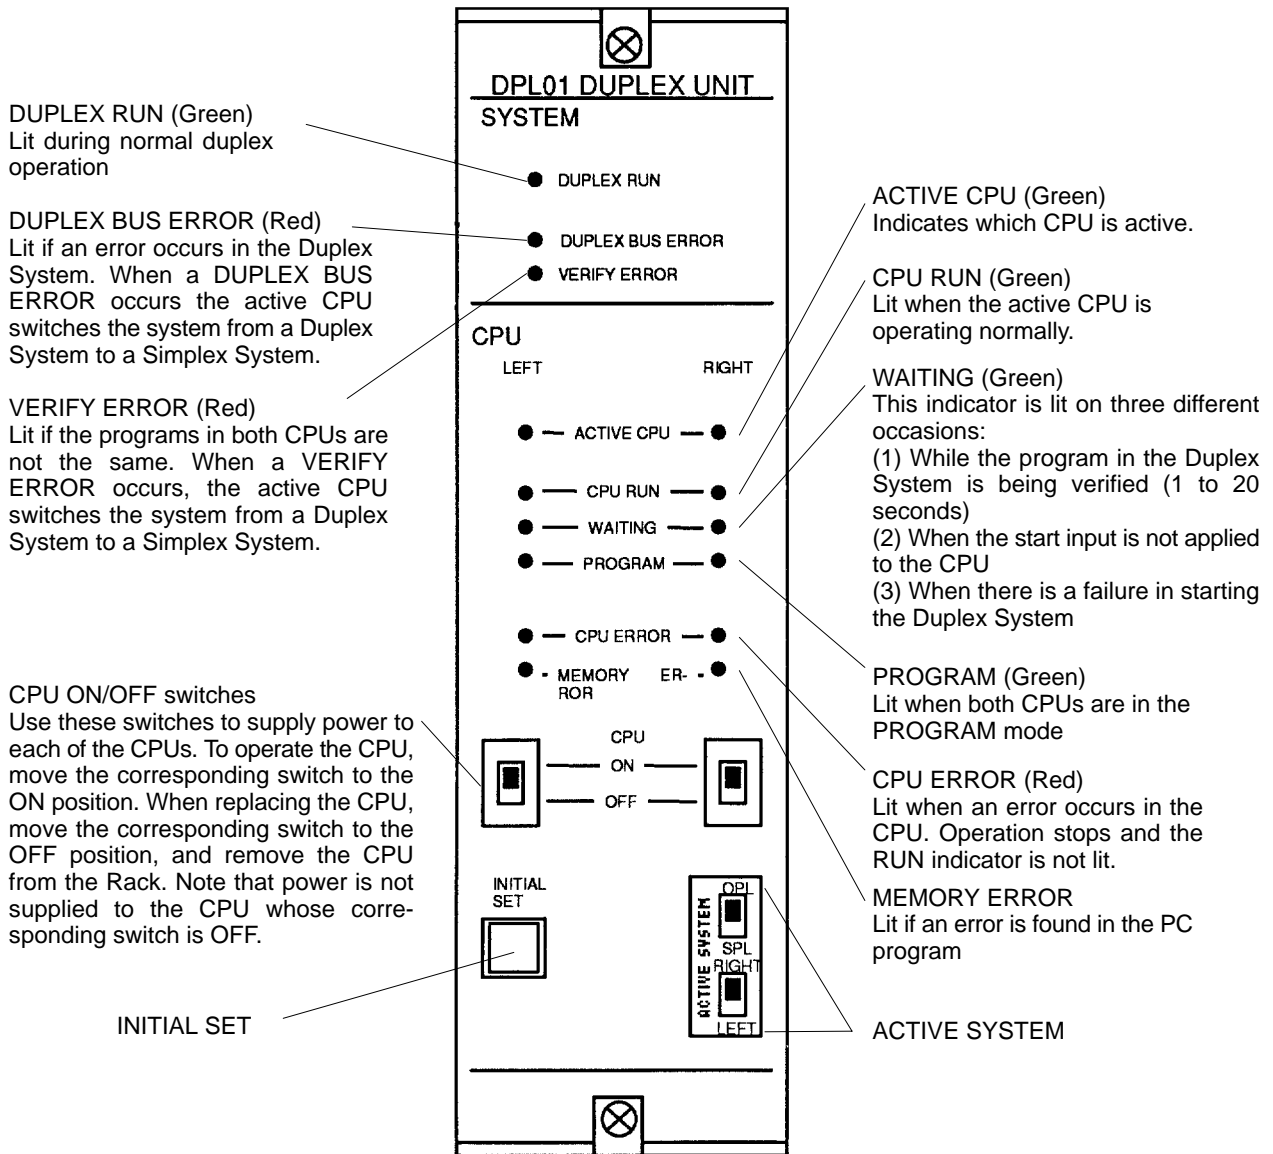 DUPLEX RUN (Green)
Lit during normal duplex
operation
DUPLEX BUS ERROR (Red)
Lit if an error occurs in the Duplex
System. When a DUPLEX BUS
ERROR occurs the active CPU
switches the system from a Duplex
System to a Simplex System.
VERIFY ERROR (Red)
Lit if the programs in both CPUs are
not the same. When a VERIFY
ERROR occurs, the active CPU
switches the system from a Duplex
System to a Simplex System.
CPU ON/OFF switches
Use these switches to supply power to
each of the CPUs. To operate the CPU,
move the corresponding switch to the
ON position. When replacing the CPU,
move the corresponding switch to the
OFF position, and remove the CPU
from the Rack. Note that power is not
supplied to the CPU whose corre-
sponding switch is OFF.
INITIAL SET
DPL01 DUPLEX UNIT
SYSTEM
DUPLEX RUN
DUPLEX BUS ERROR
VERIFY ERROR
CPU
LEFT RIGHT
ACTIVE CPU
CPU RUN
WAITING
PROGRAM
CPU ERROR
MEMORY ER-
ROR
CPU
ON
OFF
INITIAL
SET
ACTIVE SYSTEM
DPL
SPL
RIGHT
LEFT
ACTIVE CPU (Green)
Indicates which CPU is active.
CPU RUN (Green)
Lit when the active CPU is
operating normally.
WAITING (Green)
This indicator is lit on three different
occasions:
(1) While the program in the Duplex
System is being verified (1 to 20
seconds)
(2) When the start input is not applied
to the CPU
(3) When there is a failure in starting
the Duplex System
PROGRAM (Green)
Lit when both CPUs are in the
PROGRAM mode
CPU ERROR (Red)
Lit when an error occurs in the
CPU. Operation stops and the
RUN indicator is not lit.
MEMORY ERROR
Lit if an error is found in the PC
program
ACTIVE SYSTEM